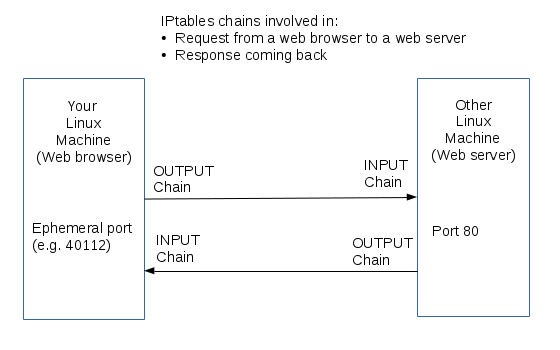 IPtables chains involved in:
• Request from a web browser to a web server
• Response coming back
Your
Linux
Machine
(Web browser)
Other
Linux
Machine
(Web server)
OUTPUT
Chain
INPUT
Chain
Ephemeral port
(e.g. 40112)
Port 80
INPUT
Chain
OUTPUT
Chain